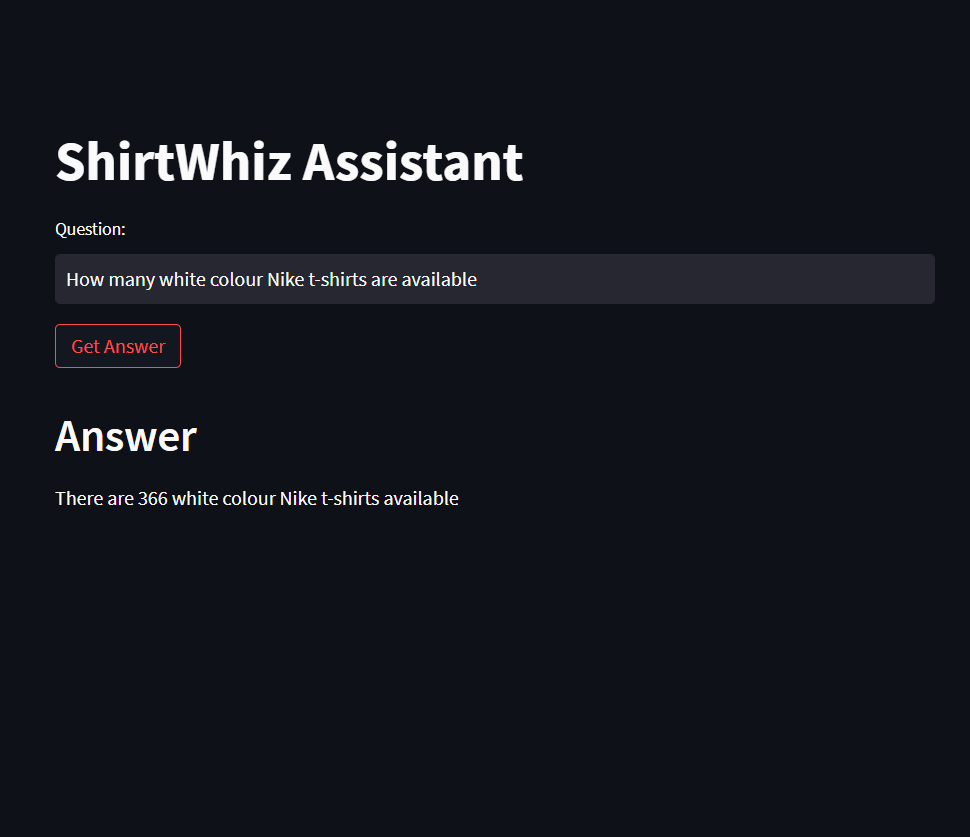 ShirtWhiz Assistant
Question:
How many white colour Nike t-shirts are available
Get Answer
Answer
There are 366 white colour Nike t-shirts available